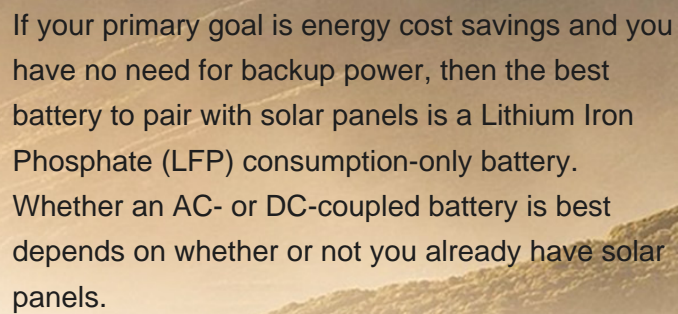 If your primary goal is energy cost savings and you
have no need for backup power, then the best
battery to pair with solar panels is a Lithium Iron
Phosphate (LFP) consumption-only battery.
Whether an AC- or DC-coupled battery is best
depends on whether or not you already have solar
panels.